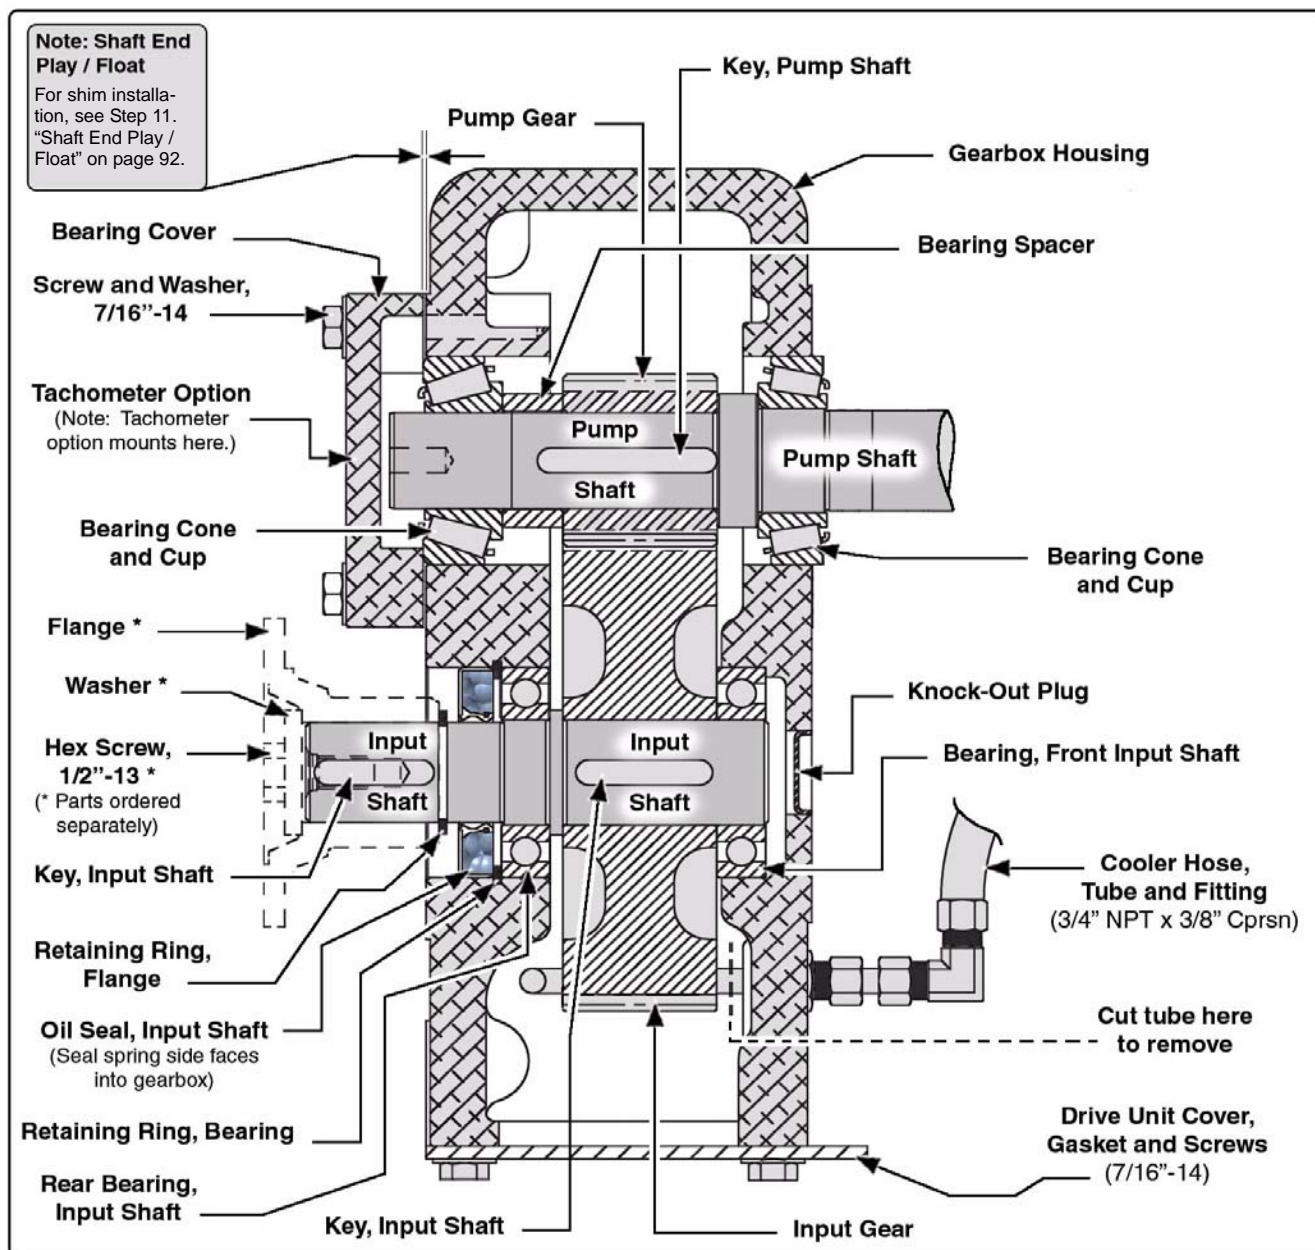 Note: Shaft End
Play / Float
For shim installa-
tion, see Step 11.
“Shaft End Play /
Float” on page 92.
Key, Pump Shaft
Pump Gear
Gearbox Housing
Bearing Cover
Bearing Spacer
Screw and Washer,
7/16”-14
Tachometer Option
(Note: Tachometer
option mounts here.)
Pump
Shaft
Pump Shaft
Bearing Cone
and Cup
Bearing Cone
and Cup
Flange *
Washer *
Knock-Out Plug
Hex Screw,
1/2”-13 *
(* Parts ordered
separately)
Input
Shaft
Input
Shaft
Bearing, Front Input Shaft
Key, Input Shaft
Cooler Hose,
Tube and Fitting
(3/4” NPT x 3/8” Cprsn)
Retaining Ring,
Flange
Oil Seal, Input Shaft
(Seal spring side faces
into gearbox)
Cut tube here
to remove
Retaining Ring, Bearing
Drive Unit Cover,
Gasket and Screws
(7/16”-14)
Rear Bearing,
Input Shaft
Key, Input Shaft
Input Gear